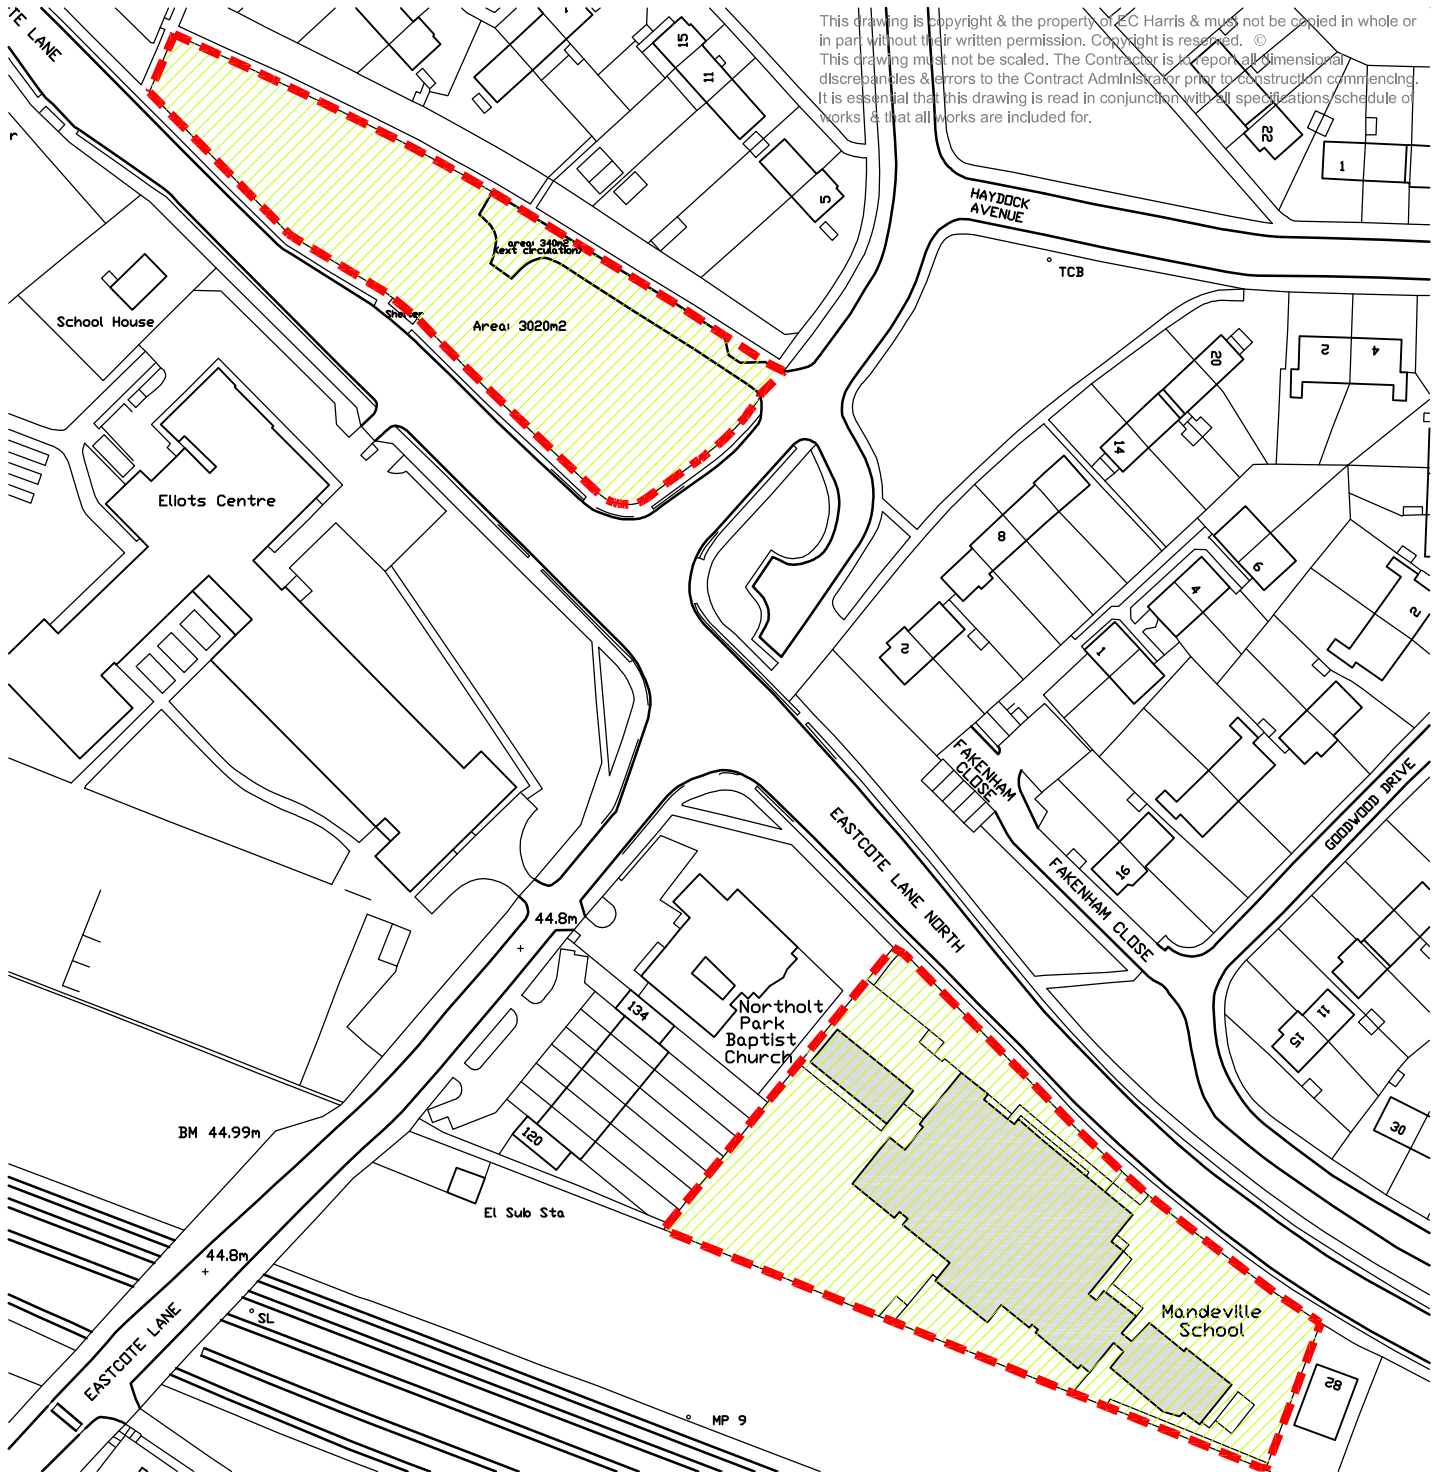 This drawing is copyright & the property of EC Harris & must not be copied in whole or
in part without their written permission. Copyright is reserved. ©
This drawing must not be scaled. The Contractor is to report all dimensional
discrepancies & errors to the Contract Administrator prior to construction commencing.
It is essential that this drawing is read in conjunction with all specifications/schedule of
works & that all works are included for.
TE LANE
15
11
5
22
1
r
HAYDOCK
AVENUE
TCB
area: 340m2
(ext circulation)
School House
Shelter
Area: 3020m2
2
4
20
14
Eliots Centre
8
6
4
2
2
1
FAKENHAM
CLOSE
GOODWOOD DRIVE
EASTCOTE LANE NORTH
FAKENHAM CLOSE
16
44.8m
134
Northolt
Park
Baptist
Church
11
15
BM 44.99m
120
30
El Sub Sta
44.8m
SL
EASTCOTE LANE
Mandeville
School
82
MP 9